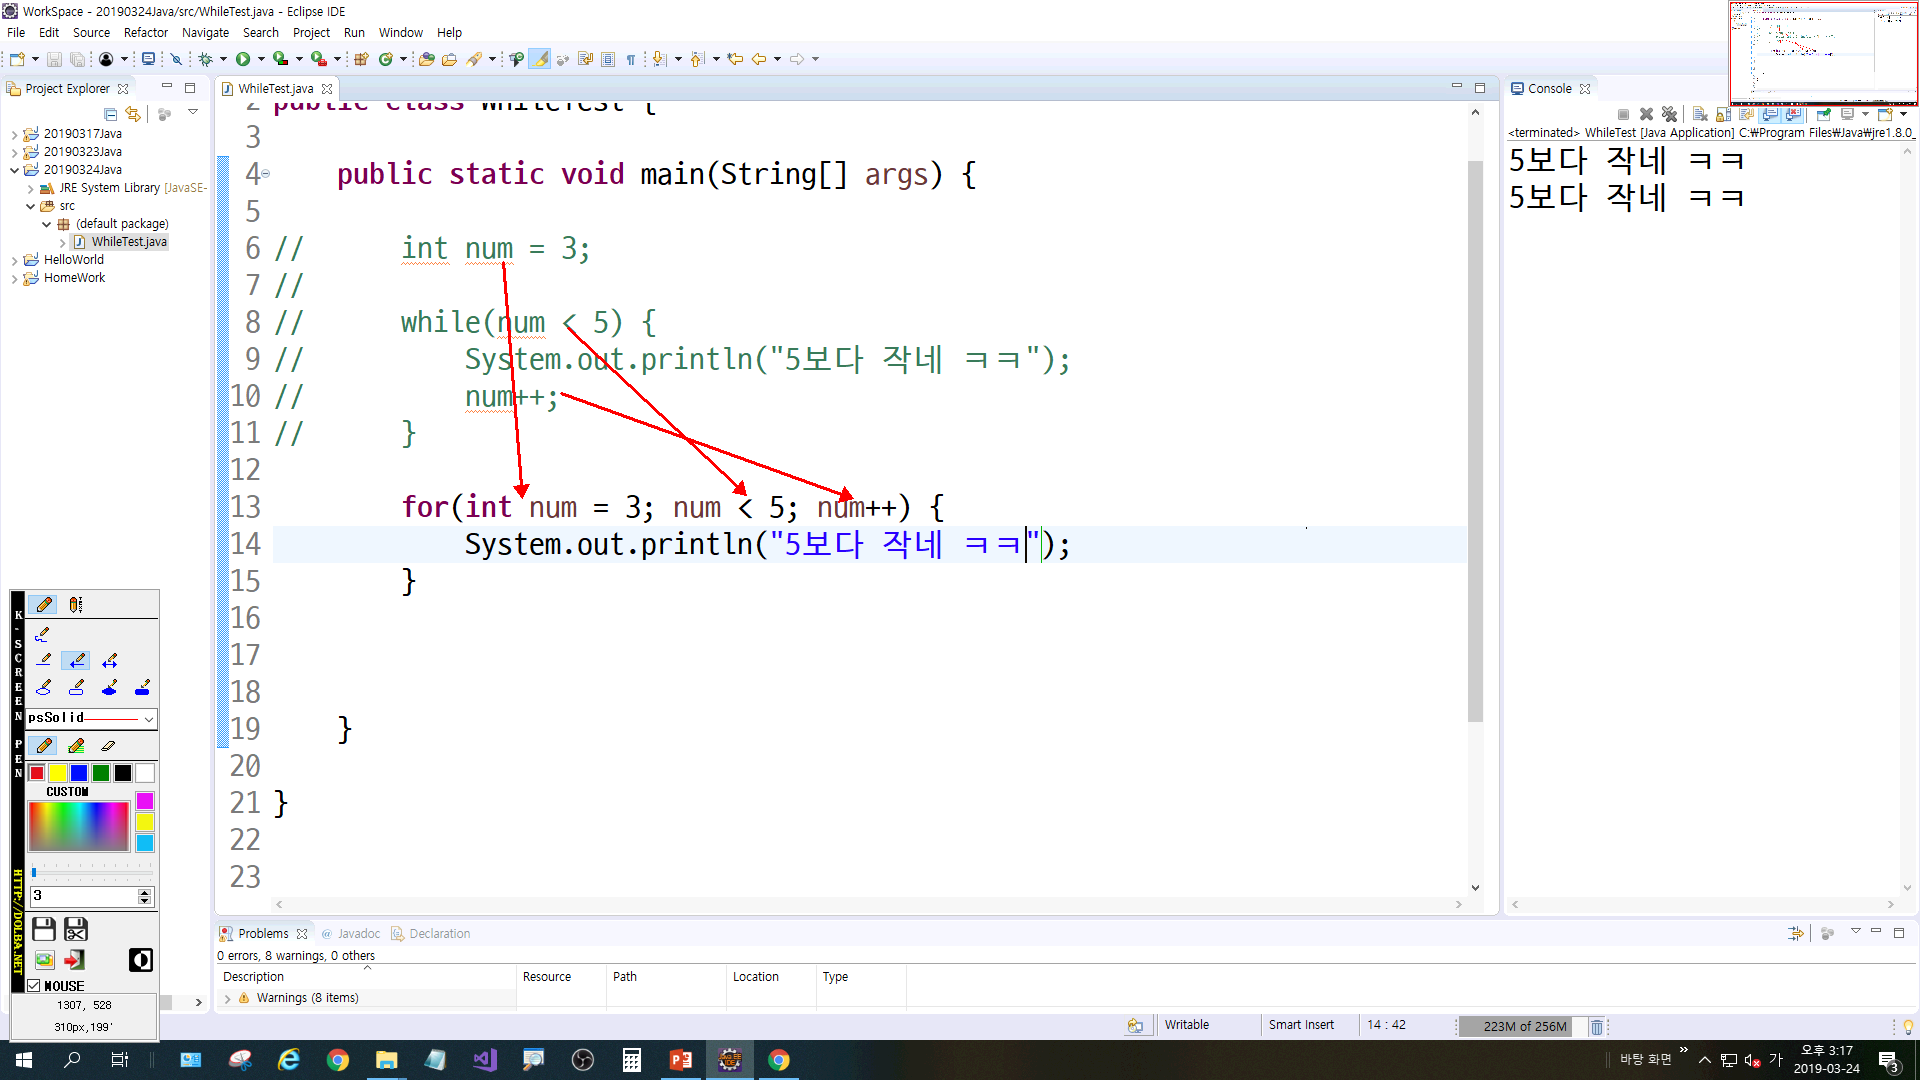 WorkSpace - 20190324Java/src/WhileTest.java - Eclipse IDE
File Edit Source Refactor Navigate Search Project Run Window Help
Project Explorer
20190317Java
20190323Java
20190324Java
JRE System Library [JavaSE-
src
(default package)
WhileTest.java
HelloWorld
HomeWork
WhileTest.java
2 public class WhileTest {
3
4 public static void main(String[] args) {
5
6 // int num = 3;
7 //
8 // while(num < 5) {
9 // System.out.println("5보다 작네 ㅋㅋ");
10 // num++;
11 // }
12
13 for(int num = 3; num < 5; num++) {
14 System.out.println("5보다 작네 ㅋㅋ");
15 }
16
17
18
19 }
20
21 }
22
23
Console
<terminated> WhileTest [Java Application] C:₩Program Files₩Java₩jre1.8.0_
5보다 작네 ㅋㅋ
5보다 작네 ㅋㅋ
K-SCREEN PEN
HTTP://DOLBA.NET
psSolid
CUSTOM
3
MOUSE
1307, 528
310px,199'
Problems @ Javadoc Declaration
0 errors, 8 warnings, 0 others
Description Resource Path Location Type
Warnings (8 items)
Writable Smart Insert 14 : 42 223M of 256M
바탕 화면 » 가 오후 3:17
2019-03-24
3